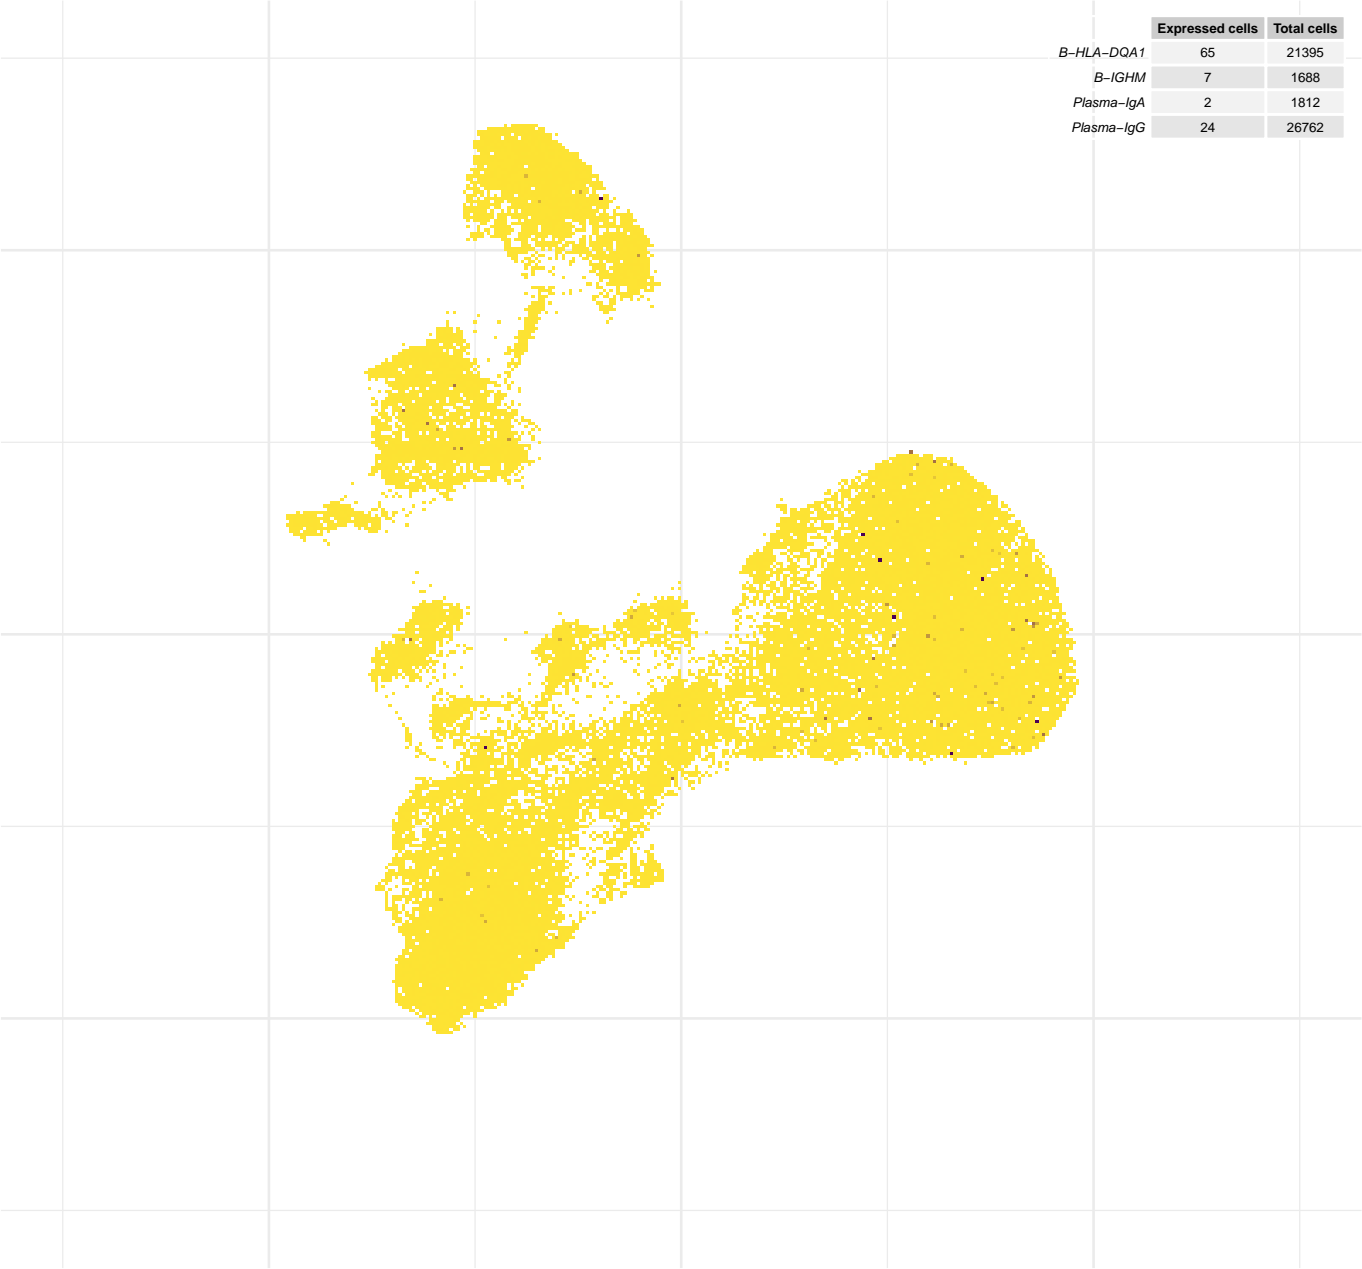 Expressed cells Total cells
B−HLA−DQA1 65 21395
B−IGHM 7 1688
Plasma−IgA 2 1812
Plasma−IgG 24 26762